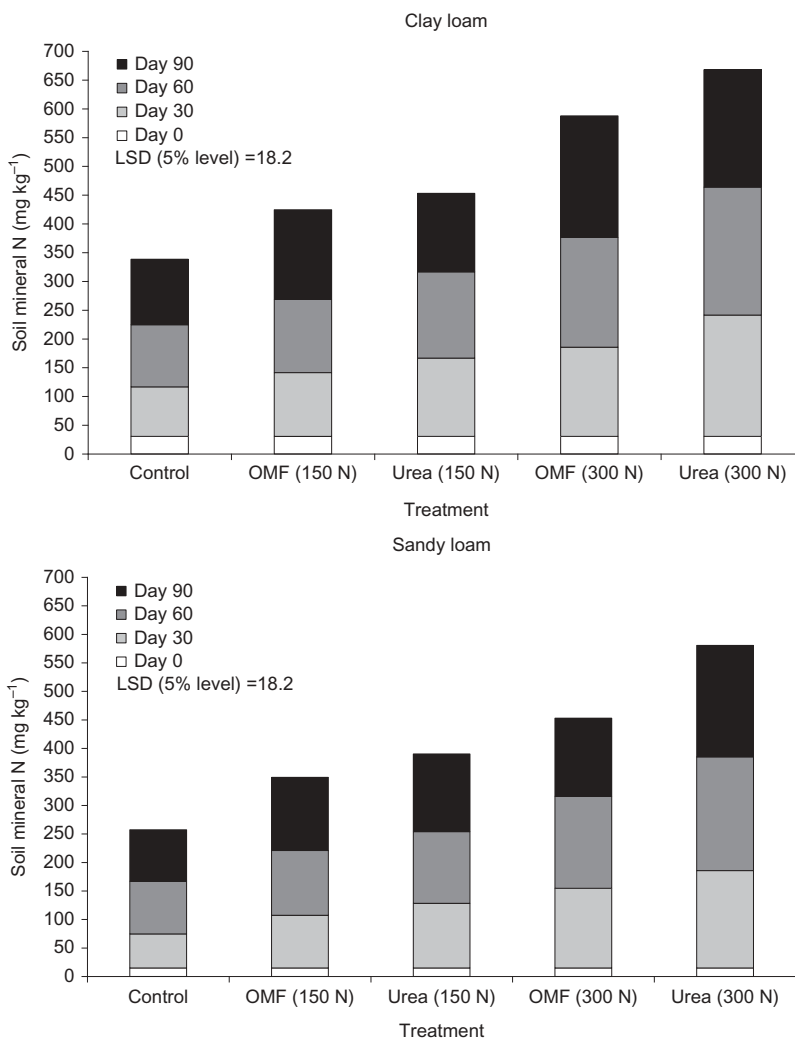 Clay loam
700
650
600
550
500
450
400
350
300
250
200
150
100
50
0
Soil mineral N (mg kg⁻¹)
Day 90
Day 60
Day 30
Day 0
LSD (5% level) =18.2
Control OMF (150 N) Urea (150 N) OMF (300 N) Urea (300 N)
Treatment
Sandy loam
700
650
600
550
500
450
400
350
300
250
200
150
100
50
0
Soil mineral N (mg kg⁻¹)
Day 90
Day 60
Day 30
Day 0
LSD (5% level) =18.2
Control OMF (150 N) Urea (150 N) OMF (300 N) Urea (300 N)
Treatment